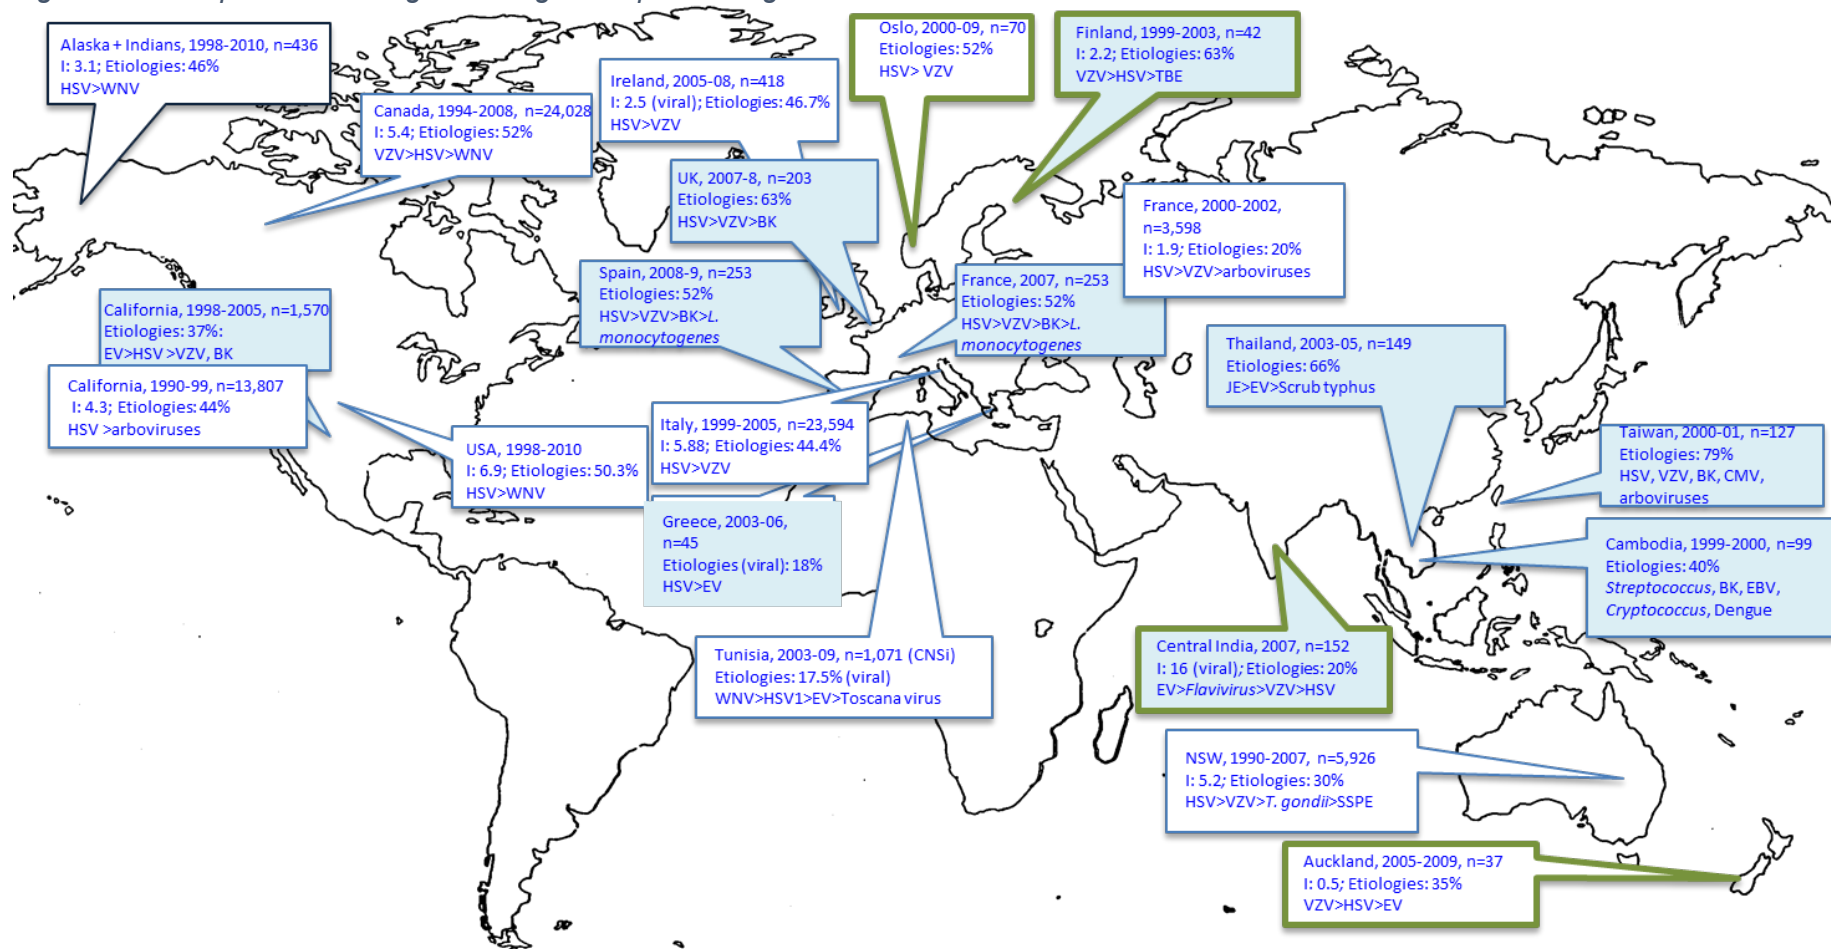 Alaska + Indians, 1998-2010, n=436
I: 3.1; Etiologies: 46%
HSV>WNV
Canada, 1994-2008, n=24,028
I: 5.4; Etiologies: 52%
VZV>HSV>WNV
Ireland, 2005-08, n=418
I: 2.5 (viral); Etiologies: 46.7%
HSV>VZV
Oslo, 2000-09, n=70
Etiologies: 52%
HSV> VZV
Finland, 1999-2003, n=42
I: 2.2; Etiologies: 63%
VZV>HSV>TBE
UK, 2007-8, n=203
Etiologies: 63%
HSV>VZV>BK
France, 2000-2002,
n=3,598
I: 1.9; Etiologies: 20%
HSV>VZV>arboviruses
Spain, 2008-9, n=253
Etiologies: 52%
HSV>VZV>BK>L.
monocytogenes
France, 2007, n=253
Etiologies: 52%
HSV>VZV>BK>L.
monocytogenes
California, 1998-2005, n=1,570
Etiologies: 37%:
EV>HSV >VZV, BK
California, 1990-99, n=13,807
I: 4.3; Etiologies: 44%
HSV >arboviruses
USA, 1998-2010
I: 6.9; Etiologies: 50.3%
HSV>WNV
Italy, 1999-2005, n=23,594
I: 5.88; Etiologies: 44.4%
HSV>VZV
Thailand, 2003-05, n=149
Etiologies: 66%
JE>EV>Scrub typhus
Taiwan, 2000-01, n=127
Etiologies: 79%
HSV, VZV, BK, CMV,
arboviruses
Greece, 2003-06,
n=45
Etiologies (viral): 18%
HSV>EV
Cambodia, 1999-2000, n=99
Etiologies: 40%
Streptococcus, BK, EBV,
Cryptococcus, Dengue
Tunisia, 2003-09, n=1,071 (CNSi)
Etiologies: 17.5% (viral)
WNV>HSV1>EV>Toscana virus
Central India, 2007, n=152
I: 16 (viral); Etiologies: 20%
EV>Flavivirus>VZV>HSV
NSW, 1990-2007, n=5,926
I: 5.2; Etiologies: 30%
HSV>VZV>T. gondii>SSPE
Auckland, 2005-2009, n=37
I: 0.5; Etiologies: 35%
VZV>HSV>EV